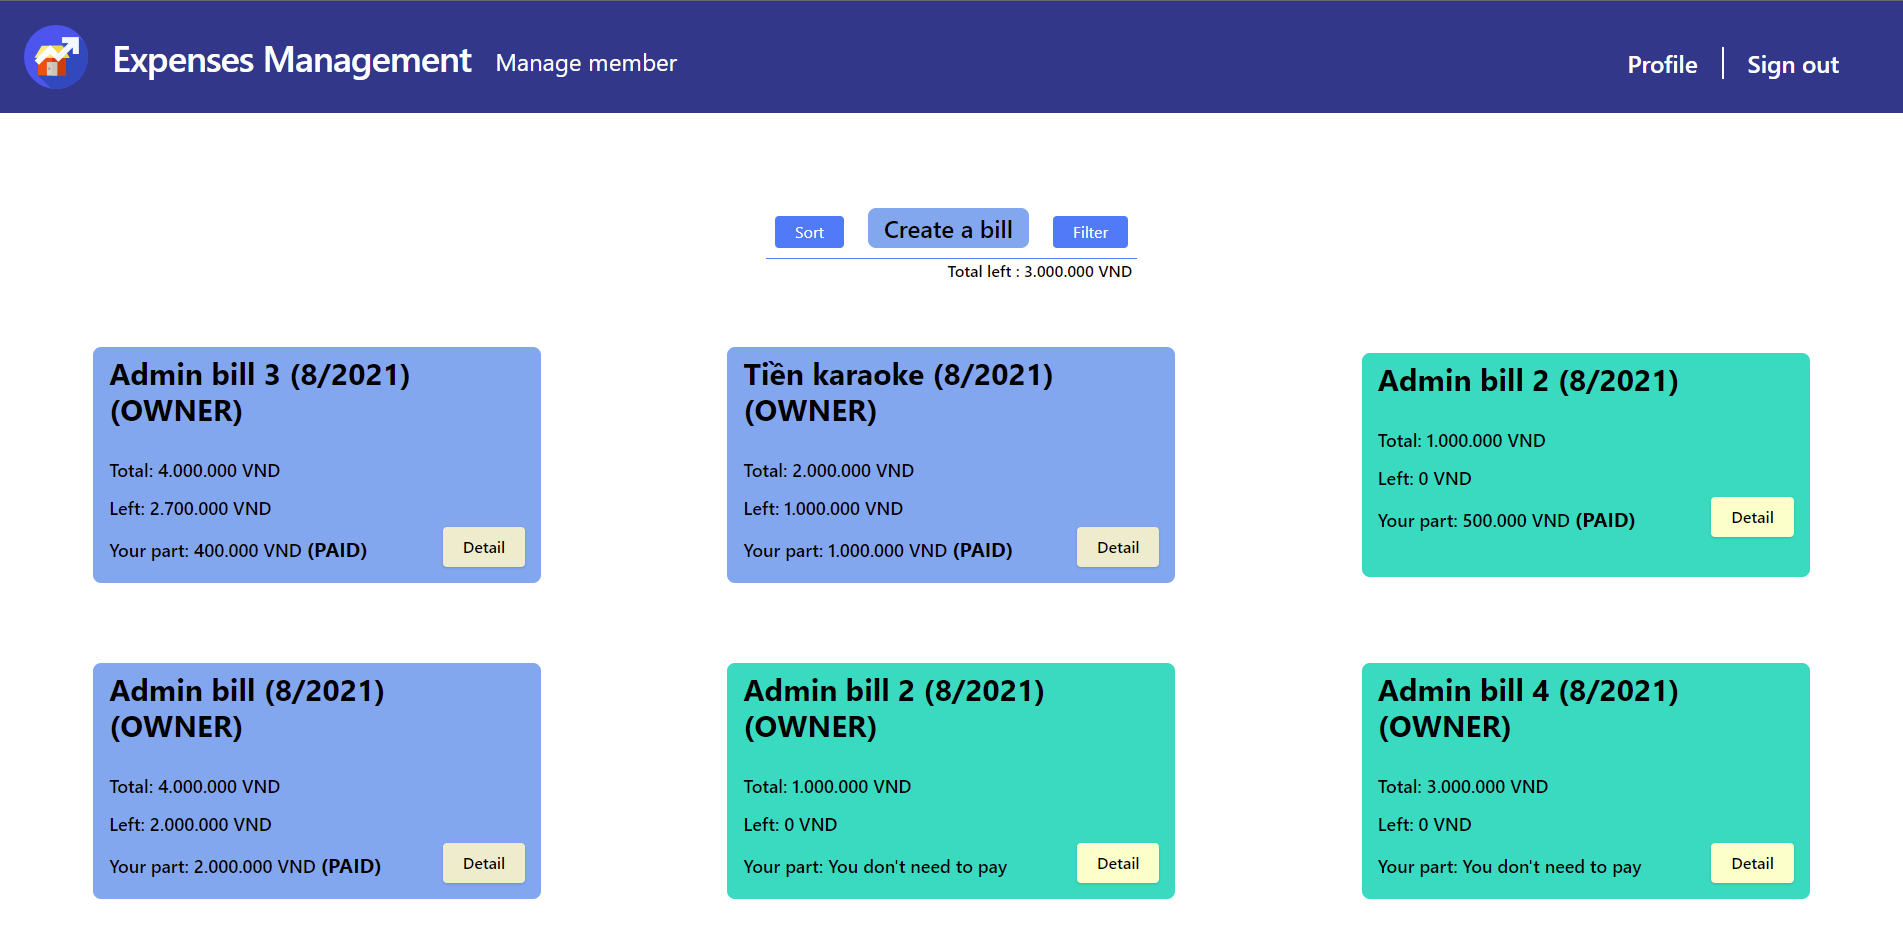 Expenses Management
Manage member
Profile
Sign out
Sort
Create a bill
Filter
Total left : 3.000.000 VND
Admin bill 3 (8/2021)
(OWNER)
Total: 4.000.000 VND
Left: 2.700.000 VND
Your part: 400.000 VND (PAID)
Detail
Tiền karaoke (8/2021)
(OWNER)
Total: 2.000.000 VND
Left: 1.000.000 VND
Your part: 1.000.000 VND (PAID)
Detail
Admin bill 2 (8/2021)
Total: 1.000.000 VND
Left: 0 VND
Your part: 500.000 VND (PAID)
Detail
Admin bill (8/2021)
(OWNER)
Total: 4.000.000 VND
Left: 2.000.000 VND
Your part: 2.000.000 VND (PAID)
Detail
Admin bill 2 (8/2021)
(OWNER)
Total: 1.000.000 VND
Left: 0 VND
Your part: You don't need to pay
Detail
Admin bill 4 (8/2021)
(OWNER)
Total: 3.000.000 VND
Left: 0 VND
Your part: You don't need to pay
Detail